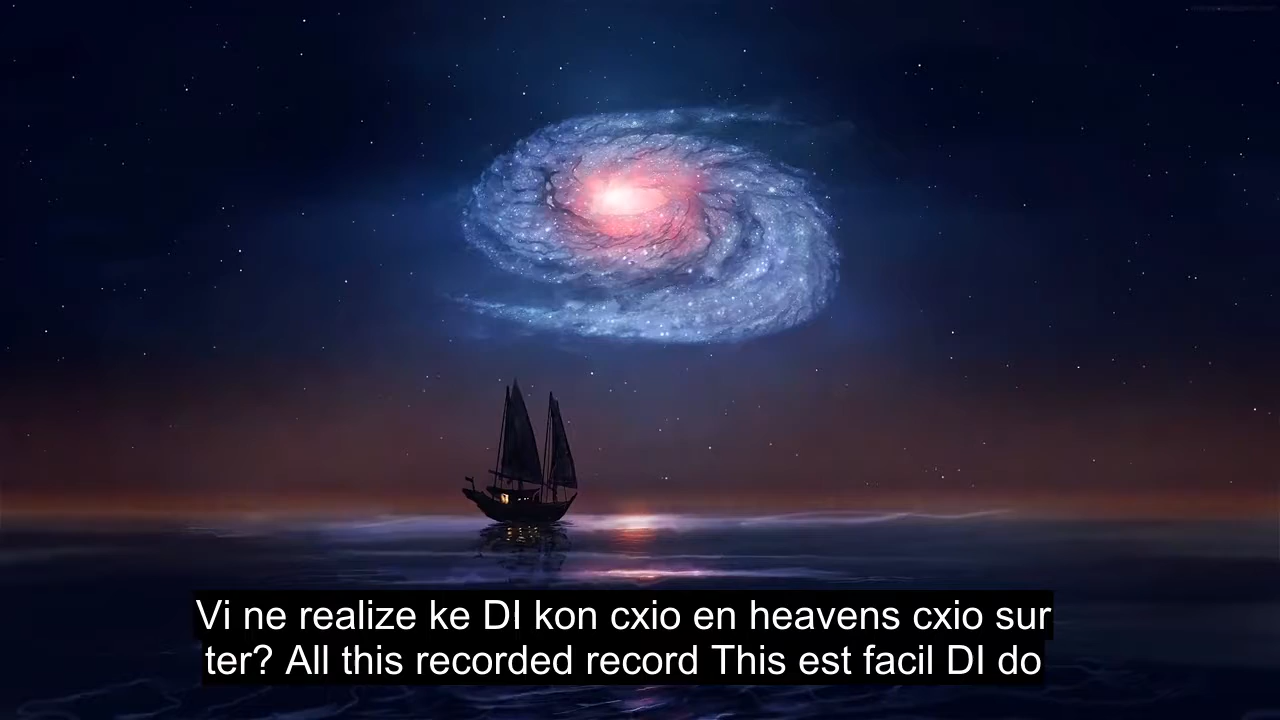 Vi ne realize ke DI kon cxio en heavens cxio sur
ter? All this recorded record This est facil DI do